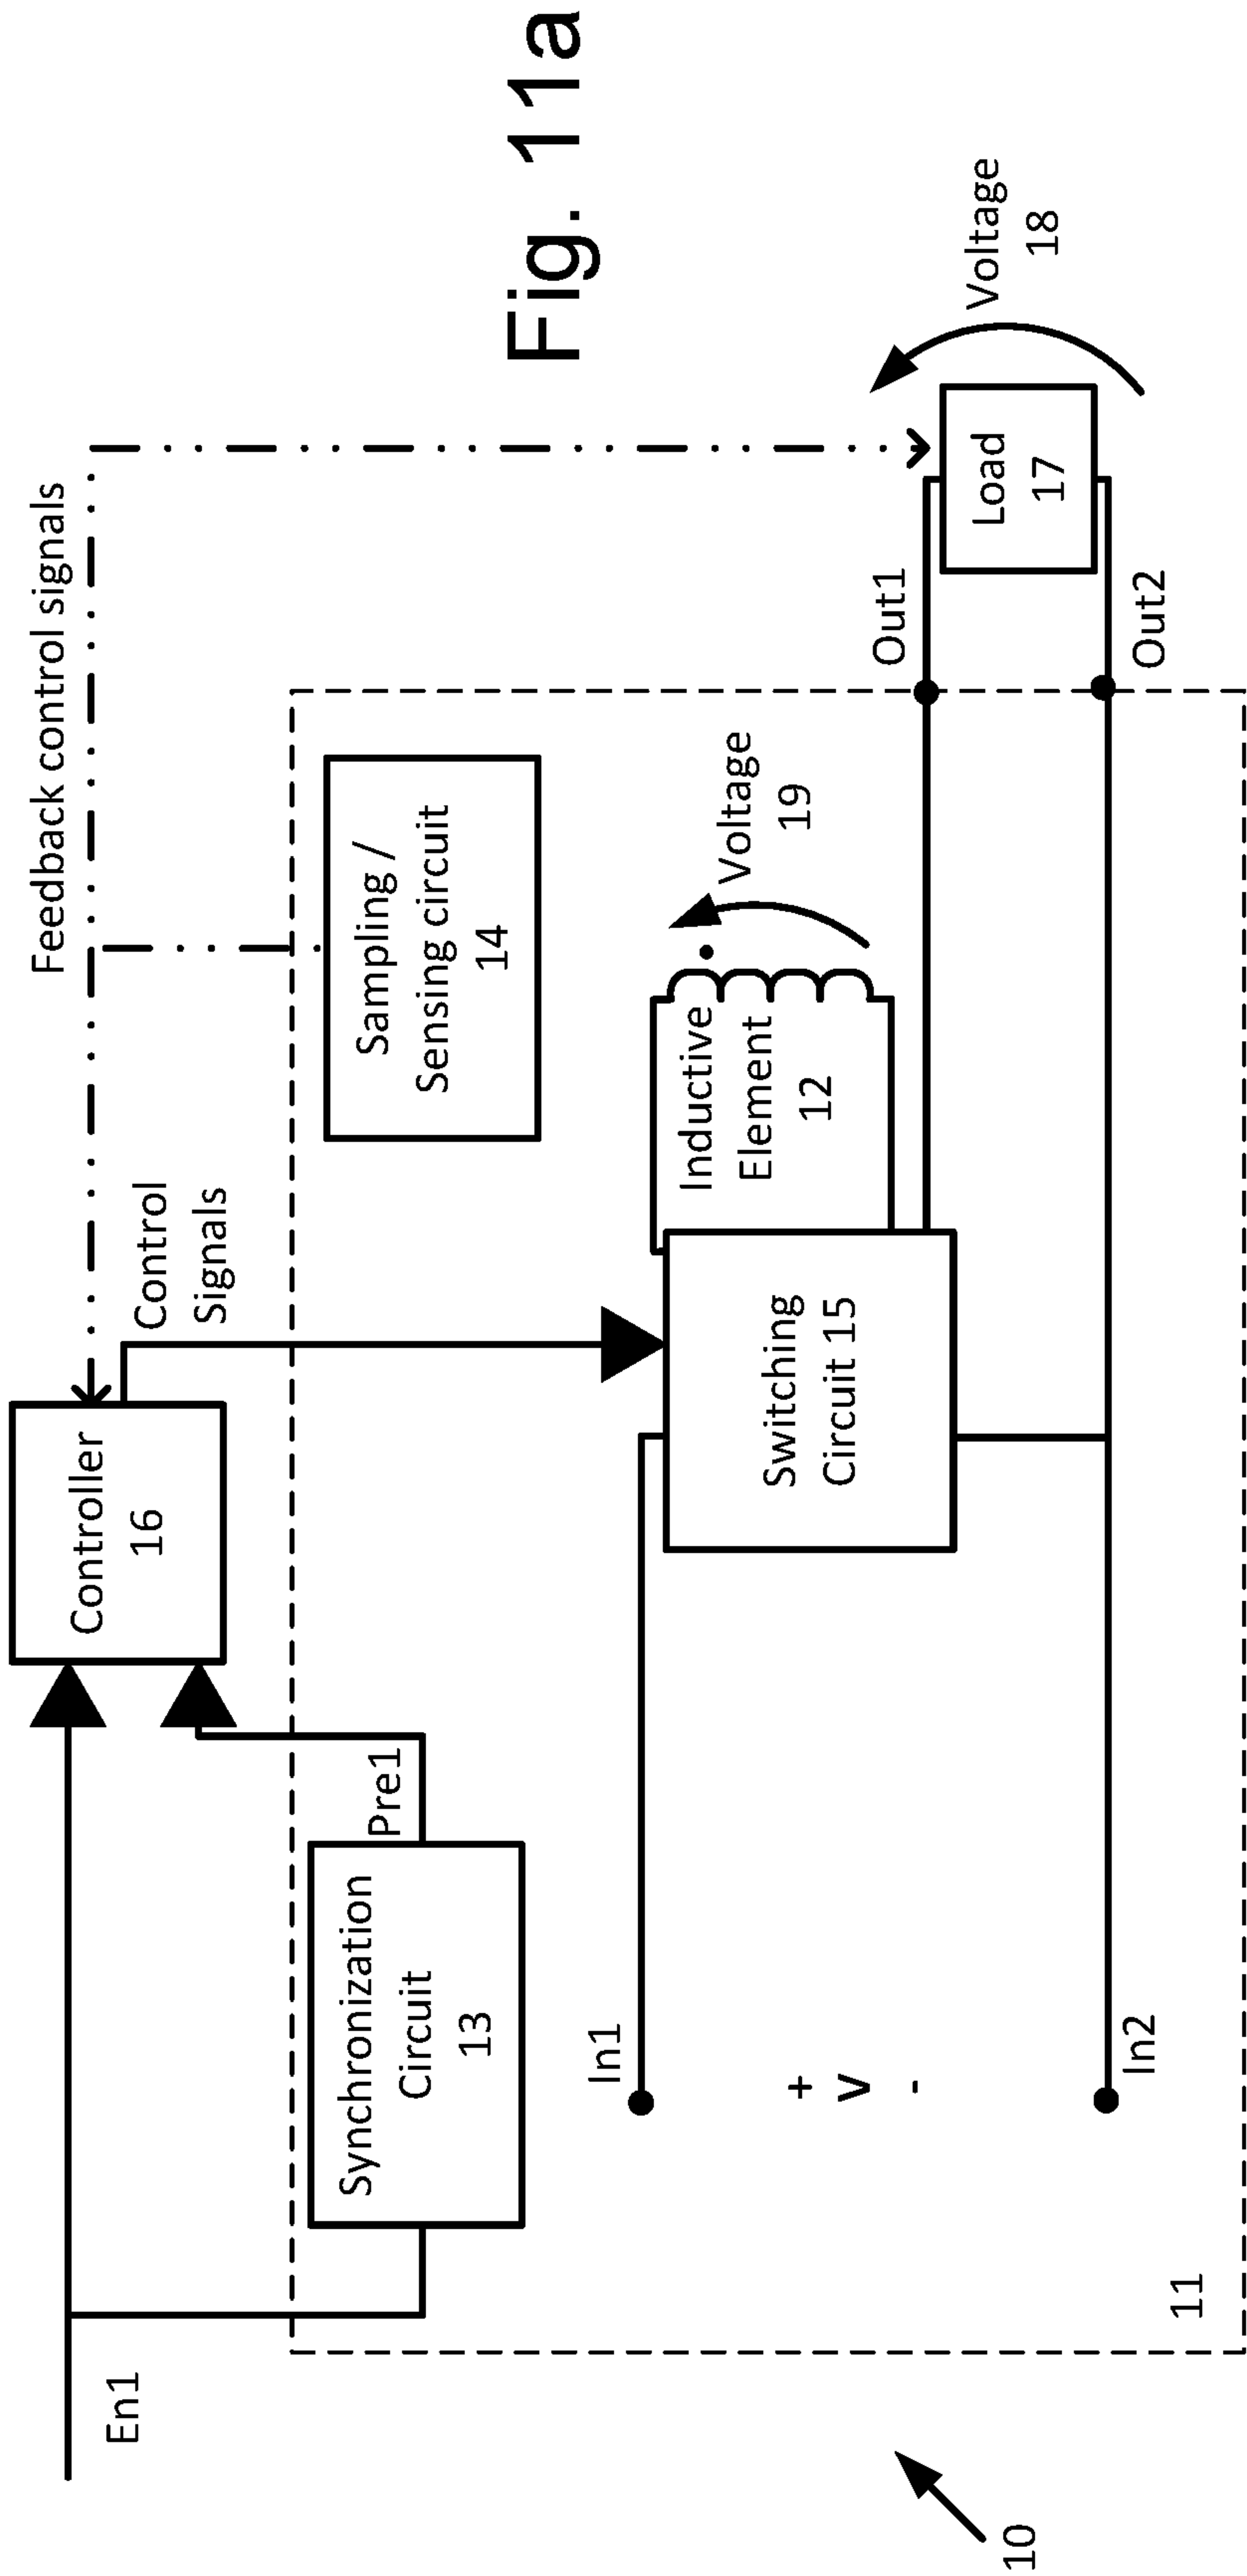 Fig. 11a
Feedback control signals
Controller
16
Control
Signals
En1
Pre1
Synchronization
Circuit
13
Sampling /
Sensing circuit
14
In1
+
v
-
In2
Switching
Circuit 15
Inductive
Element
12
Voltage
19
Out1
Out2
Load
17
Voltage
18
11
10